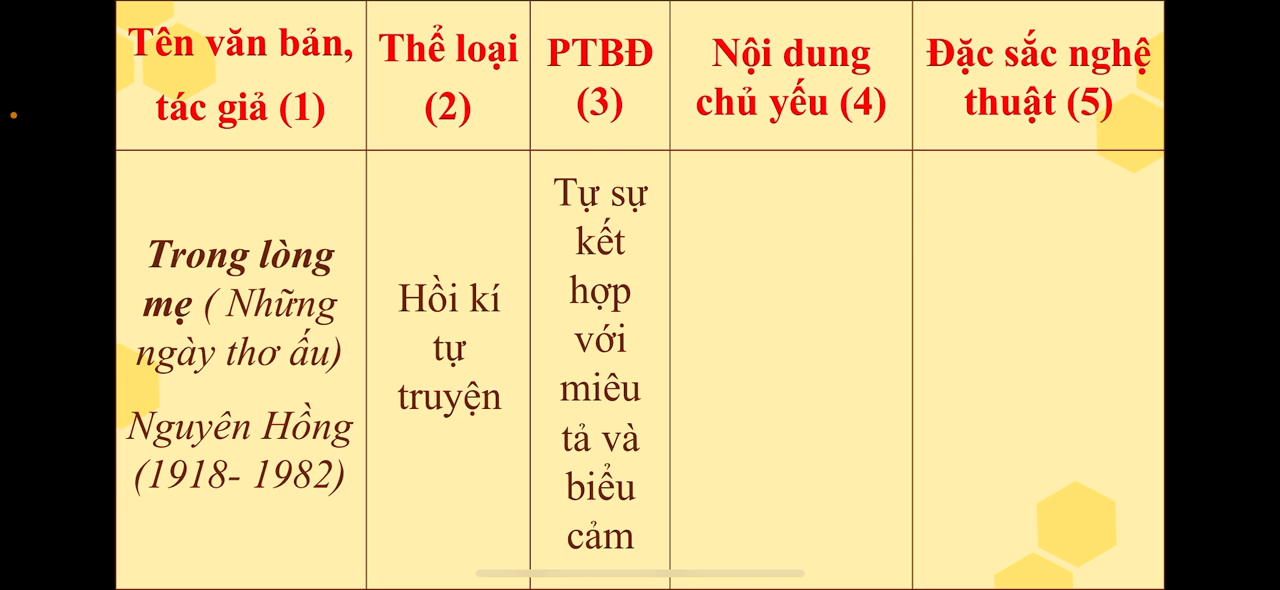 Tên văn bản,
tác giả (1)
Thể loại
(2)
PTBĐ
(3)
Nội dung
chủ yếu (4)
Đặc sắc nghệ
thuật (5)
Trong lòng
mẹ ( Những
ngày thơ ấu)
Nguyên Hồng
(1918- 1982)
Hồi kí
tự
truyện
Tự sự
kết
hợp
với
miêu
tả và
biểu
cảm